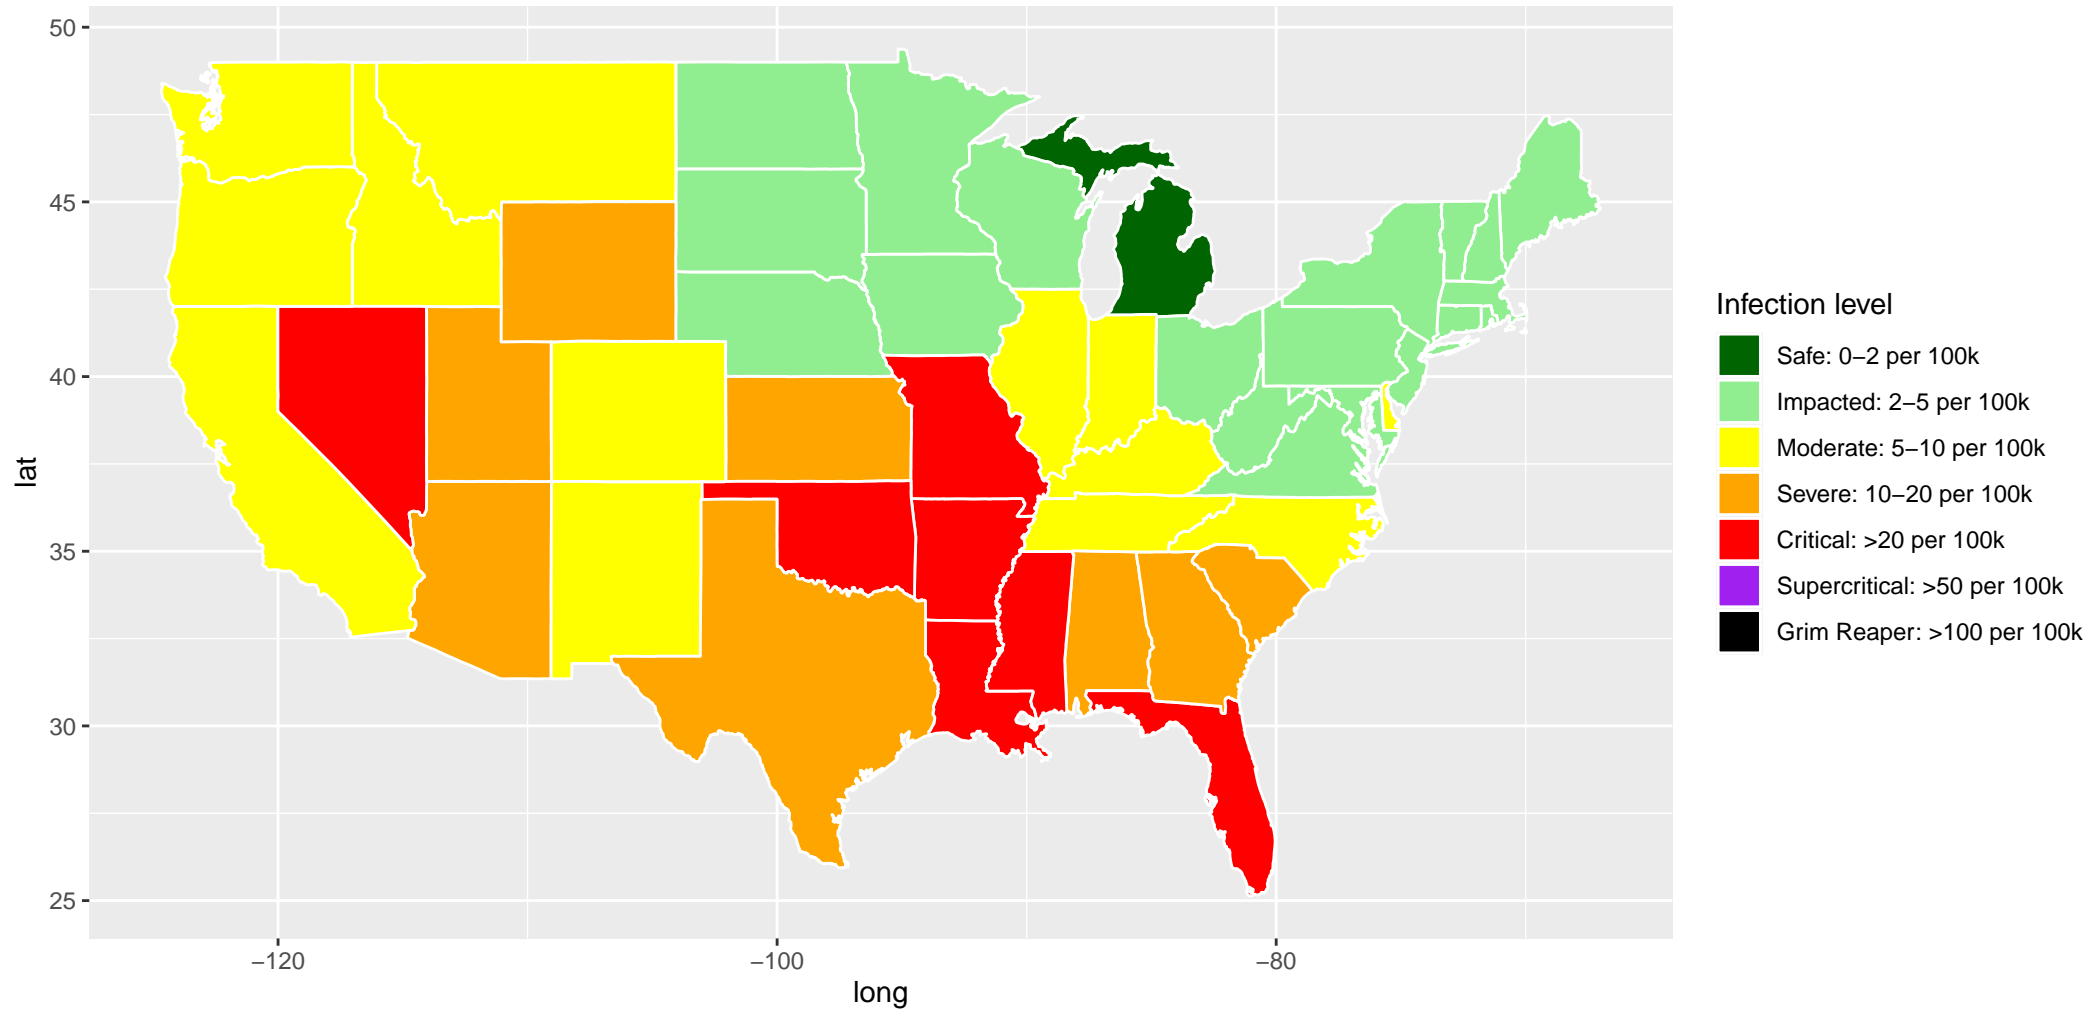 50
45
40
35
30
25
lat
−120
−100
−80
long
Infection level
Safe: 0−2 per 100k
Impacted: 2−5 per 100k
Moderate: 5−10 per 100k
Severe: 10−20 per 100k
Critical: >20 per 100k
Supercritical: >50 per 100k
Grim Reaper: >100 per 100k